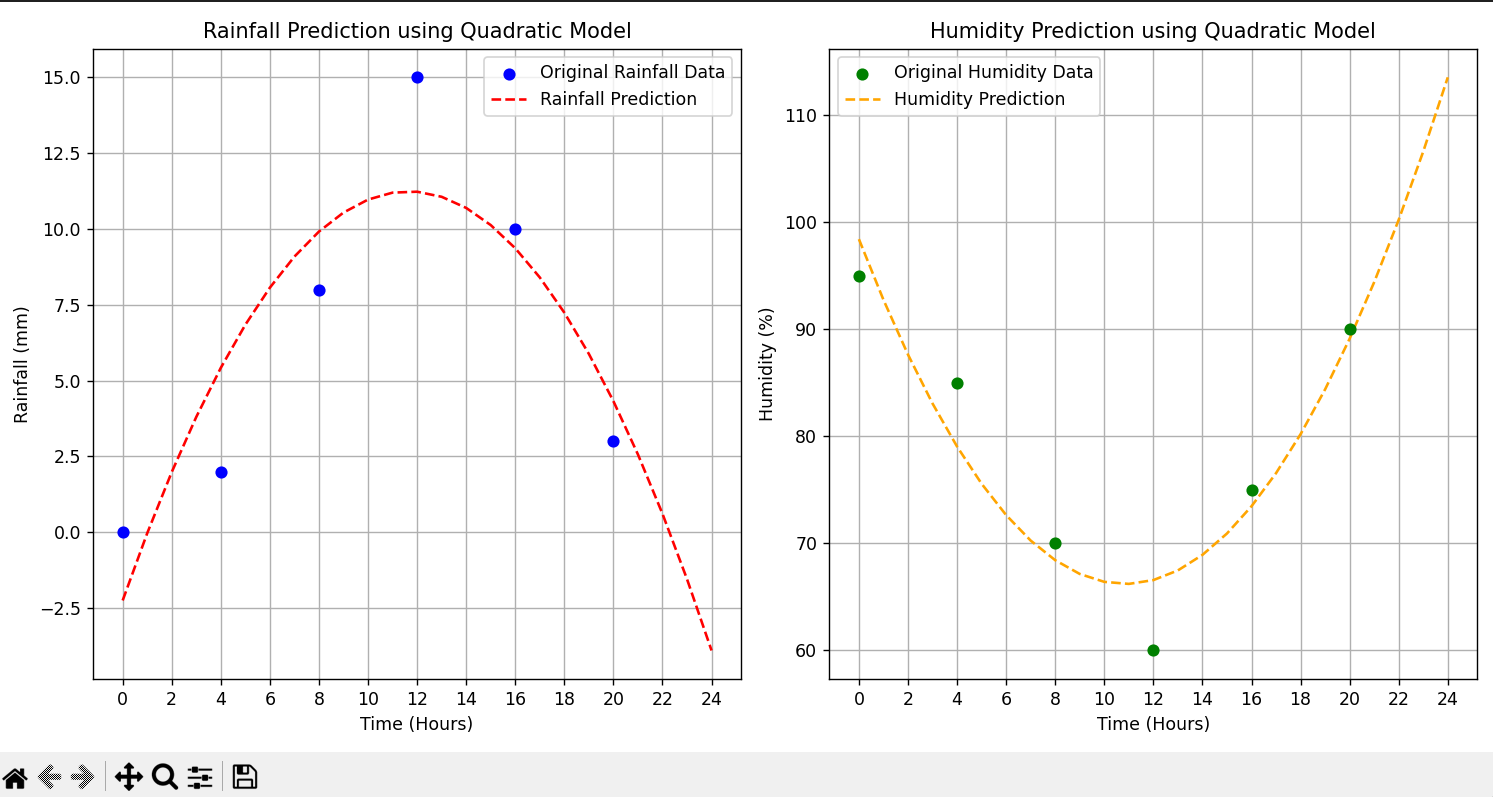 Rainfall Prediction using Quadratic Model
Original Rainfall Data
Rainfall Prediction
15.0
12.5
10.0
7.5
5.0
2.5
0.0
−2.5
Rainfall (mm)
0 2 4 6 8 10 12 14 16 18 20 22 24
Time (Hours)
Humidity Prediction using Quadratic Model
Original Humidity Data
Humidity Prediction
110
100
90
80
70
60
Humidity (%)
0 2 4 6 8 10 12 14 16 18 20 22 24
Time (Hours)